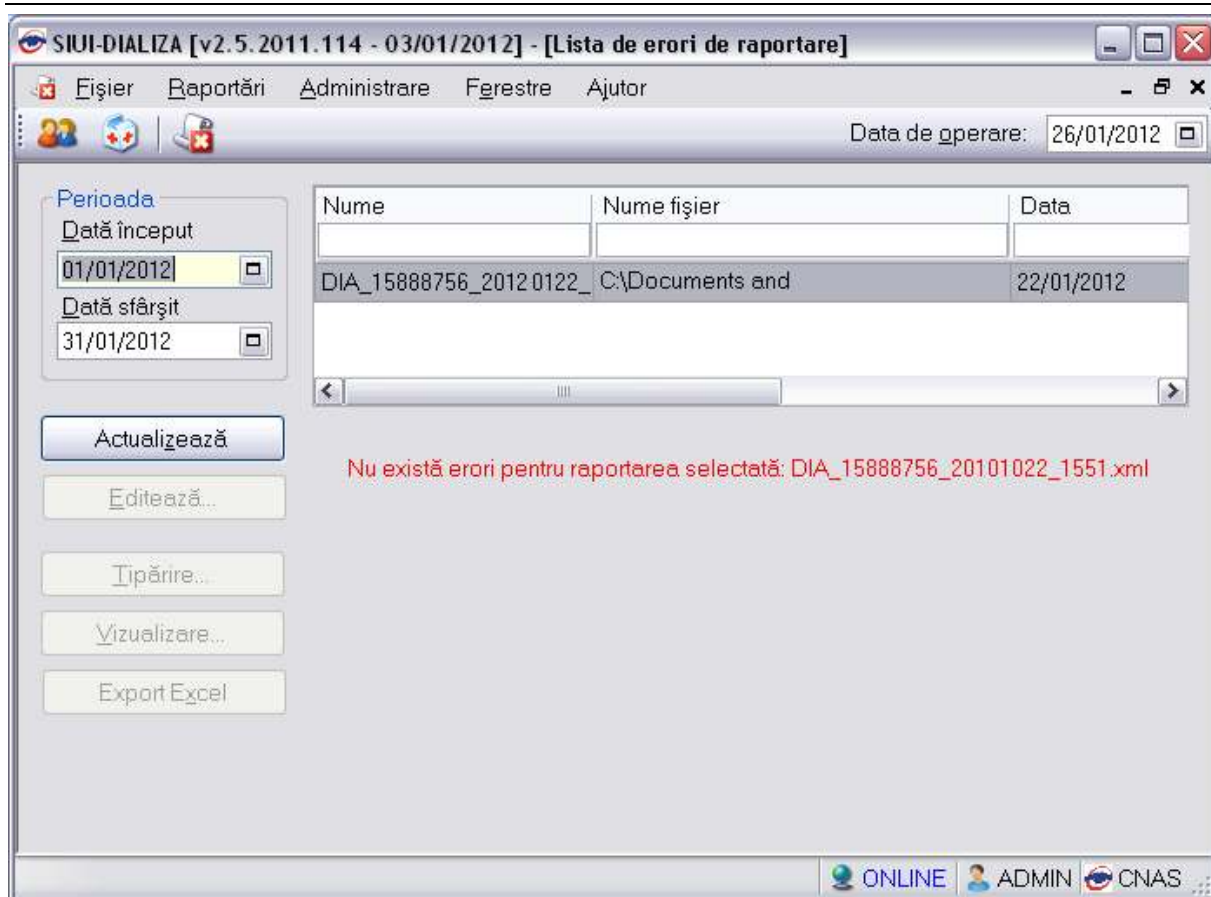 SIUI-DIALIZA [v2.5.2011.114 - 03/01/2012] - [Lista de erori de raportare]
Fişier Raportări Administrare Ferestre Ajutor
Data de operare: 26/01/2012
Perioada
Dată început
01/01/2012
Dată sfârşit
31/01/2012
Nume Nume fişier Data
DIA_15888756_20120122_ C:\Documents and 22/01/2012
Actualizează
Editează...
Tipărire...
Vizualizare...
Export Excel
Nu există erori pentru raportarea selectată: DIA_15888756_20101022_1551.xml
ONLINE ADMIN CNAS